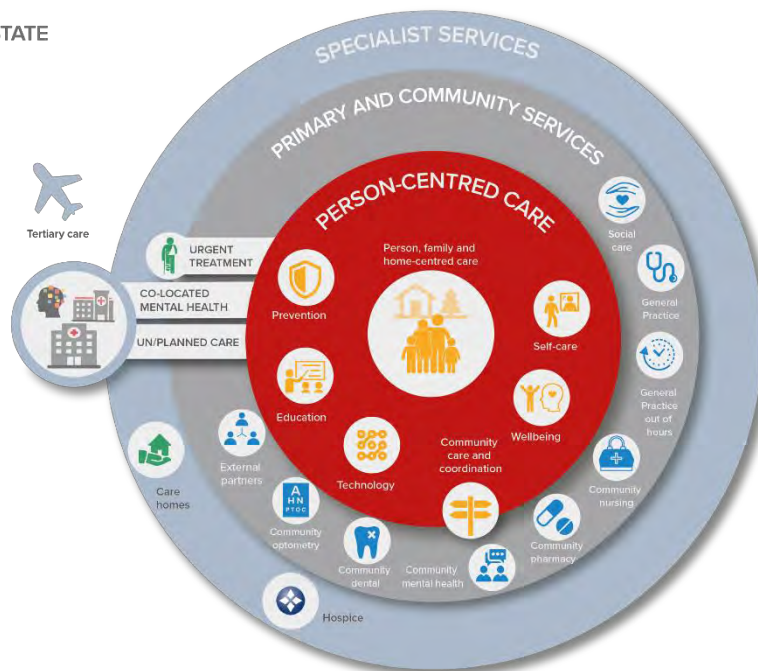 SPECIALIST SERVICES
PRIMARY AND COMMUNITY SERVICES
PERSON-CENTRED CARE
Tertiary care
URGENT
TREATMENT
CO-LOCATED
MENTAL HEALTH
UN/PLANNED CARE
Person, family and
home-centred care
Prevention
Self-care
Education
Wellbeing
Technology
Community
care and
coordination
Social
care
General
Practice
General
Practice
out of
hours
Community
nursing
Community
pharmacy
Community
mental health
Community
dental
Community
optometry
A
H N
P T O C
External
partners
Care
homes
Hospice